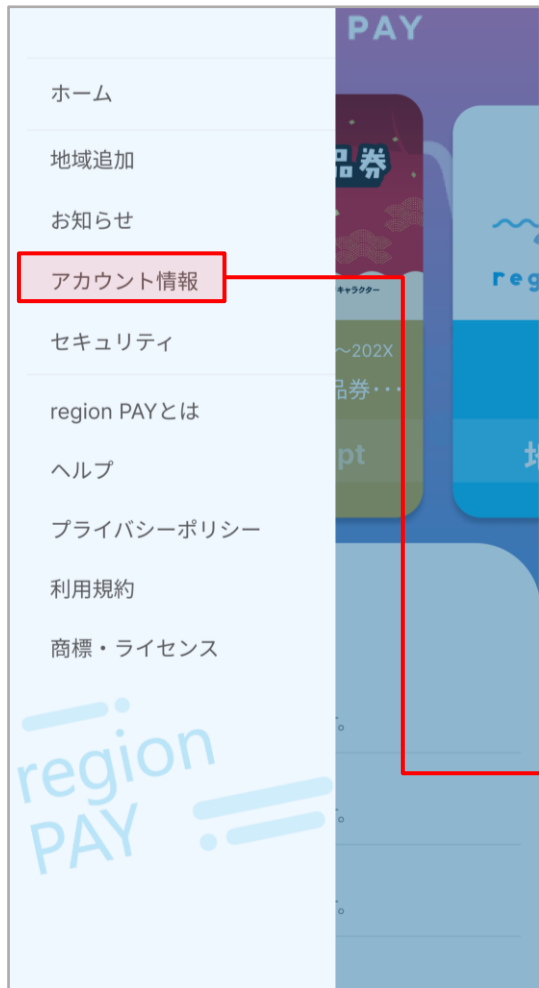 PAY
ホーム
地域追加
お知らせ
アカウント情報
セキュリティ
region PAYとは
ヘルプ
プライバシーポリシー
利用規約
商標・ライセンス
region
PAY
品券
キャラクター
～202X
品券･･･
pt
reg
地
。
。
。